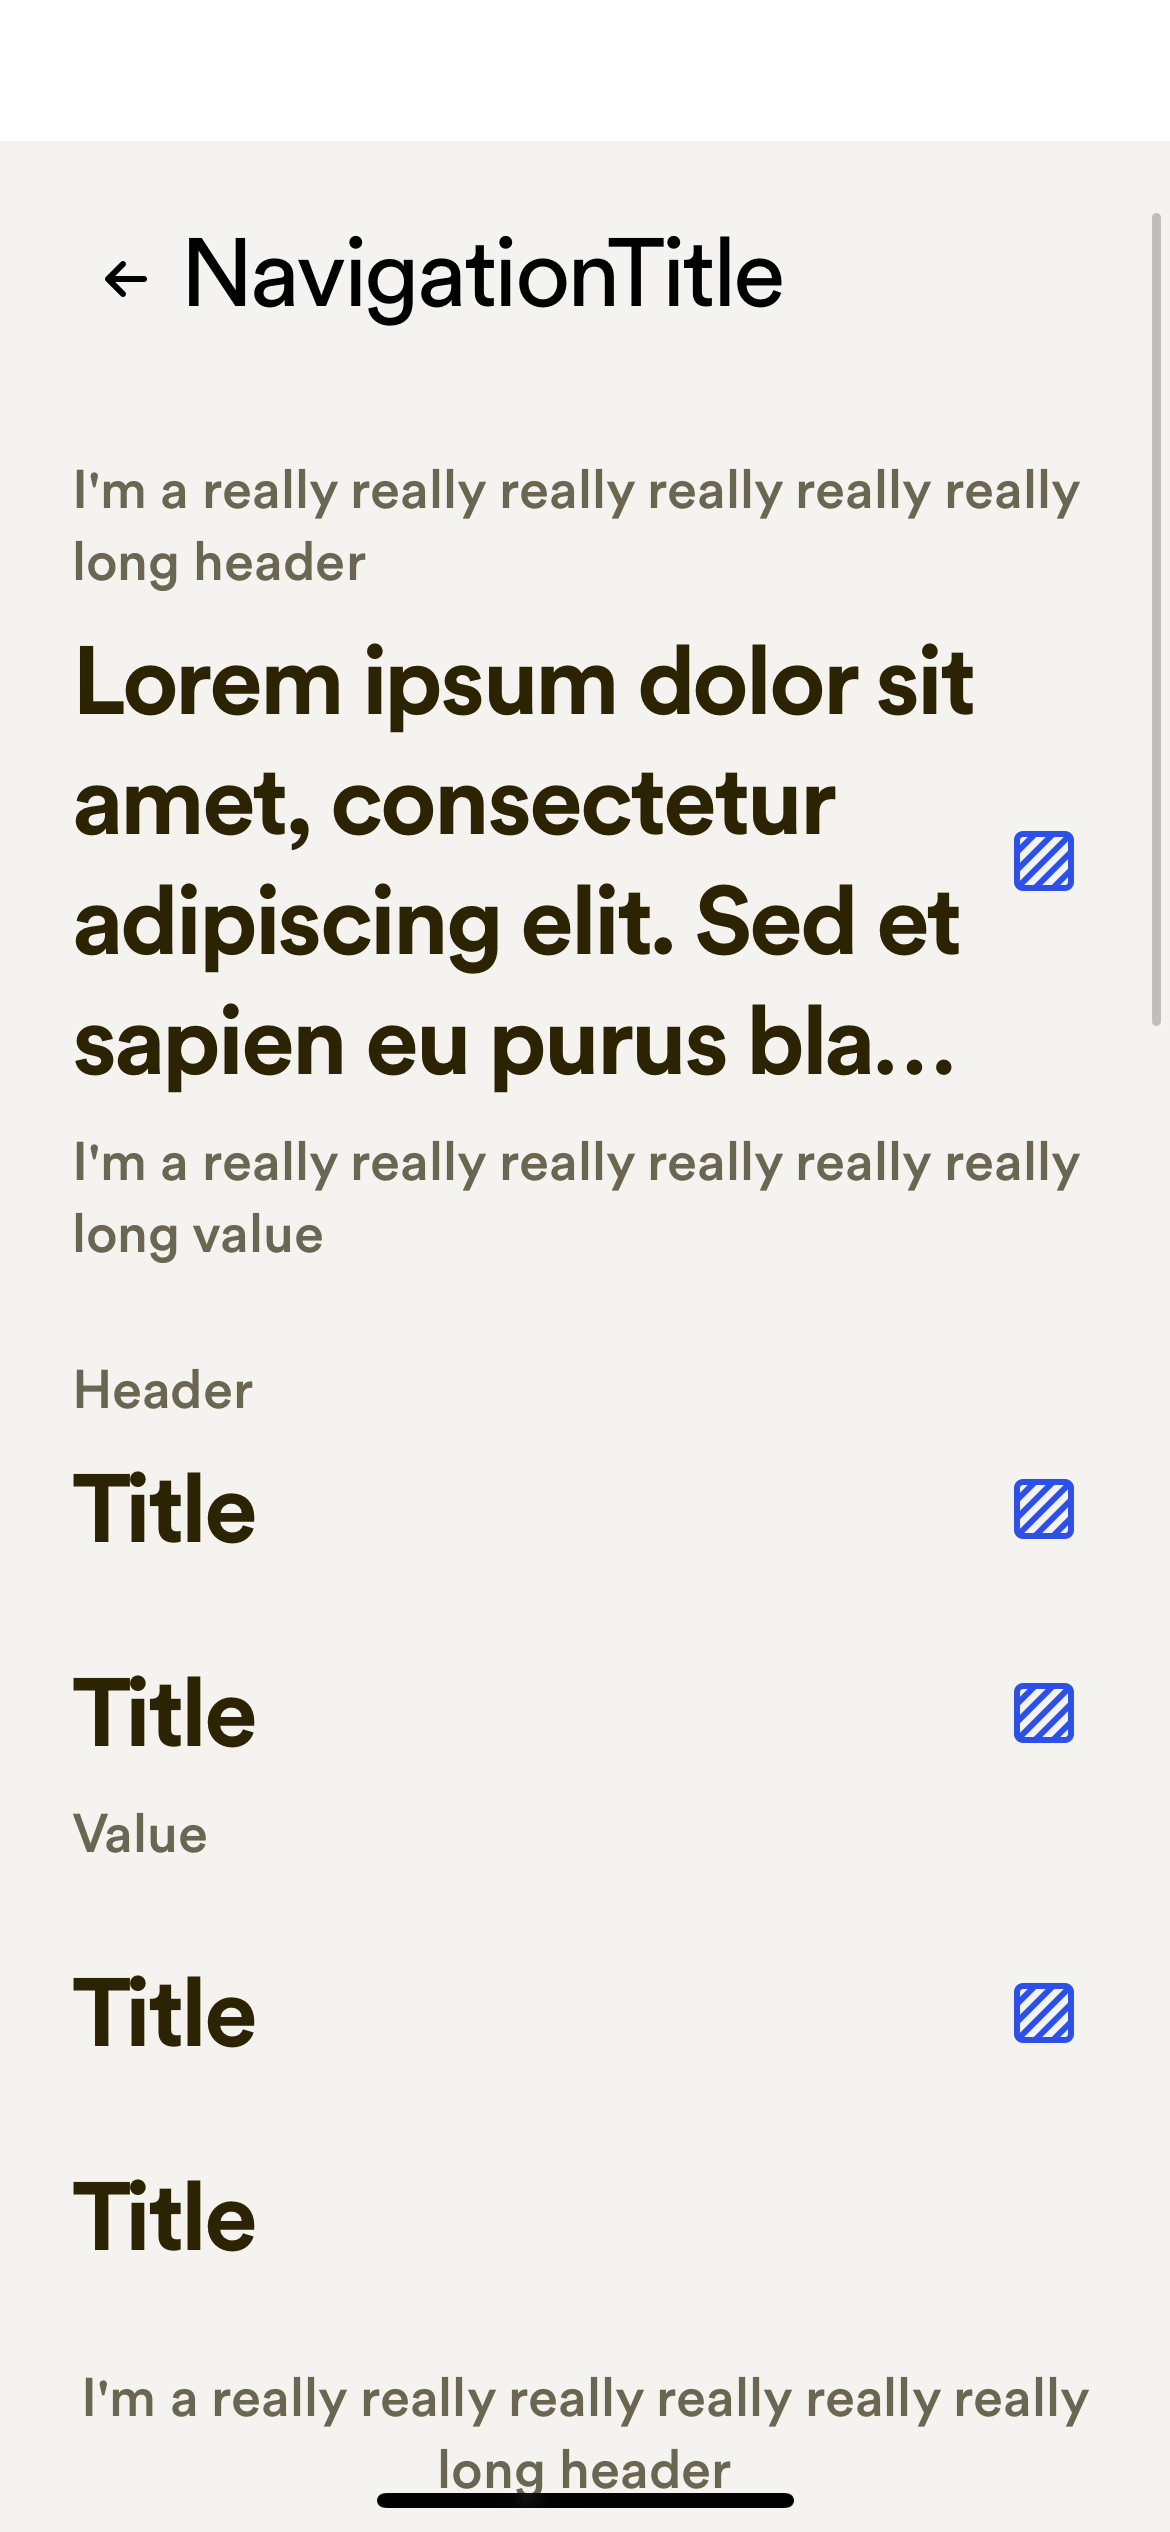 NavigationTitle
I'm a really really really really really really
long header
Lorem ipsum dolor sit
amet, consectetur
adipiscing elit. Sed et
sapien eu purus bla…
I'm a really really really really really really
long value
Header
Title
Title
Value
Title
Title
I'm a really really really really really really
long header